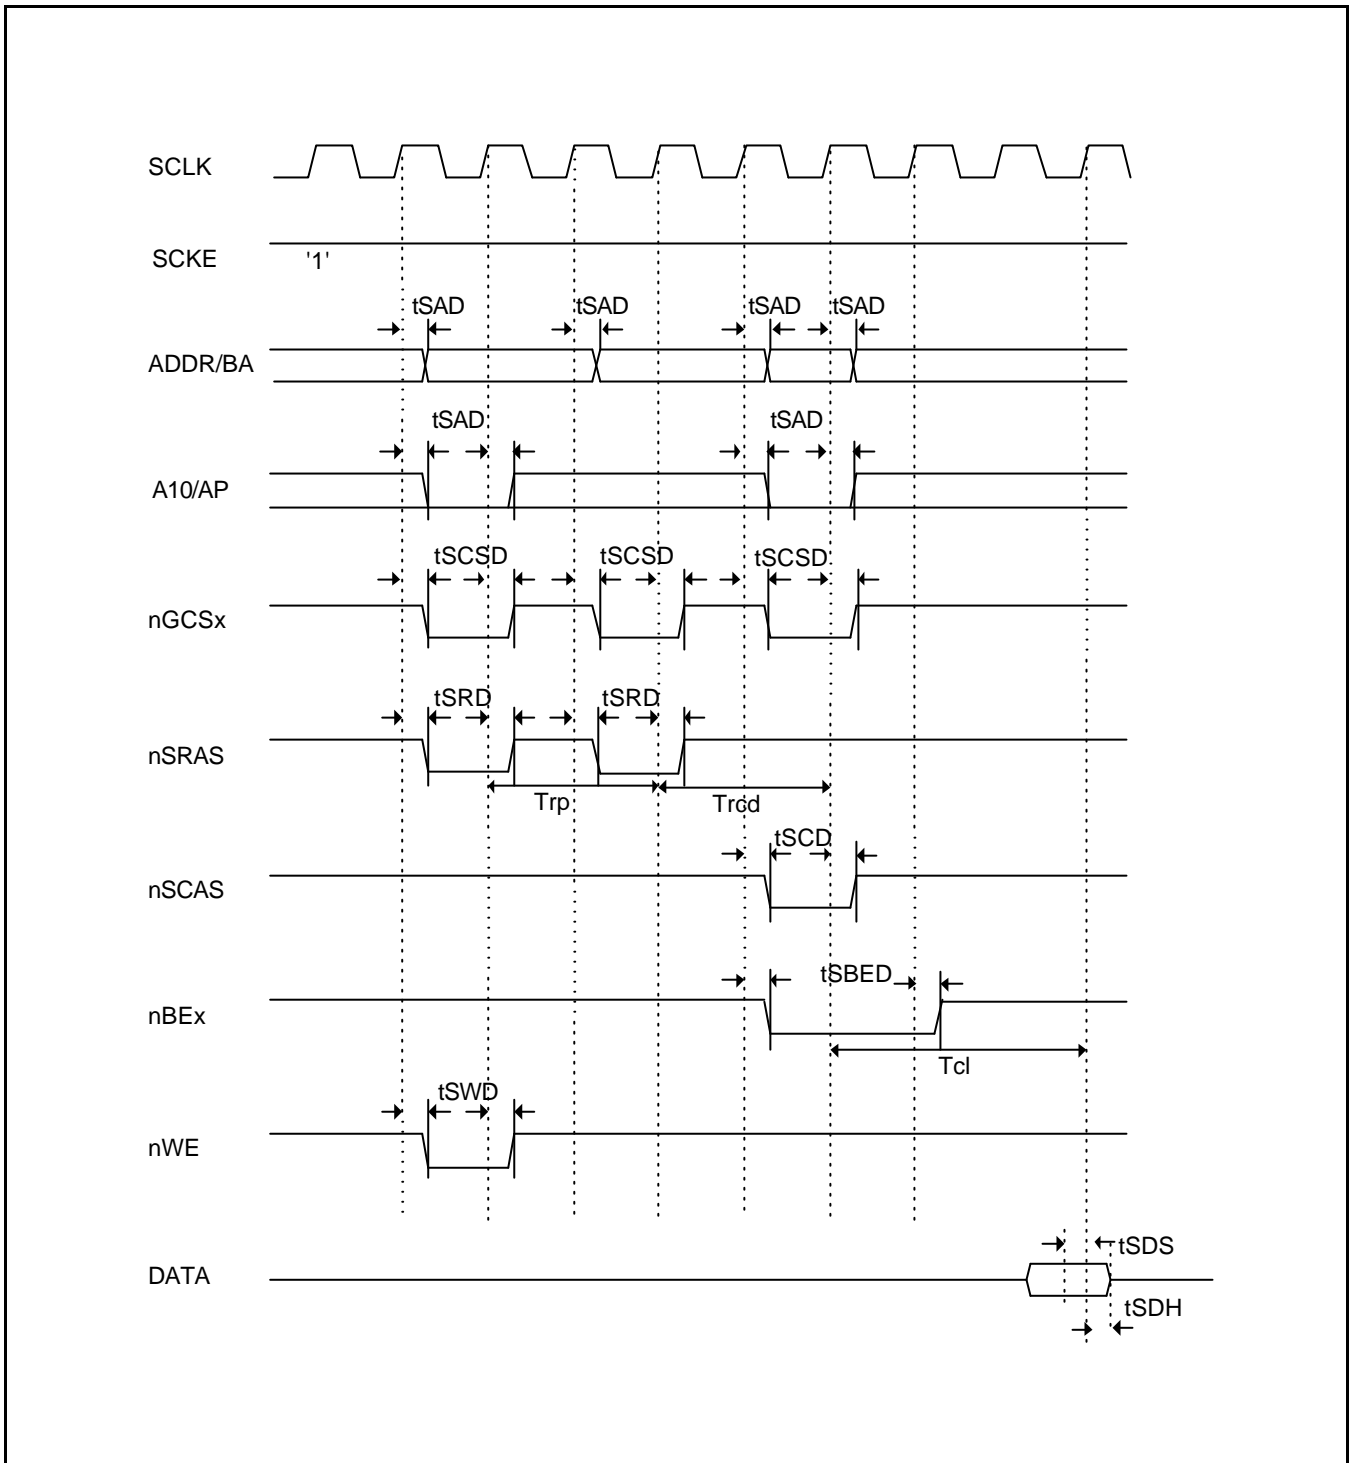 SCLK
SCKE '1'
tSAD tSAD tSAD tSAD
ADDR/BA
tSAD tSAD
A10/AP
tSCSD tSCSD tSCSD
nGCSx
tSRD tSRD
nSRAS
Trp Trcd
tSCD
nSCAS
tSBED
nBEx
Tcl
tSWD
nWE
tSDS
DATA
tSDH